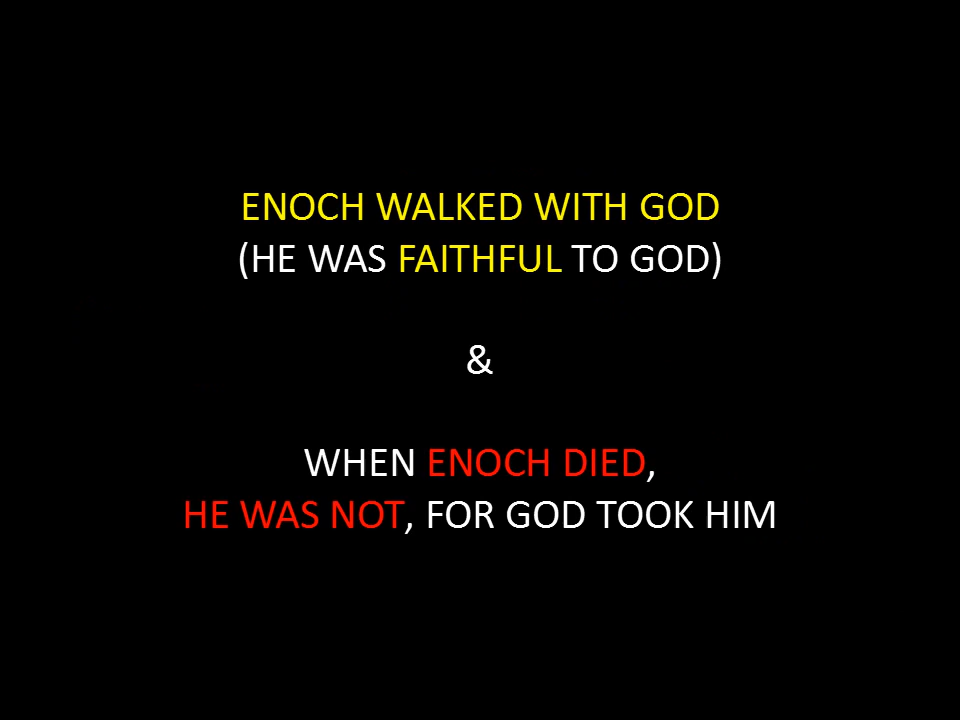 ENOCH WALKED WITH GOD
(HE WAS FAITHFUL TO GOD)
&
WHEN ENOCH DIED,
HE WAS NOT, FOR GOD TOOK HIM